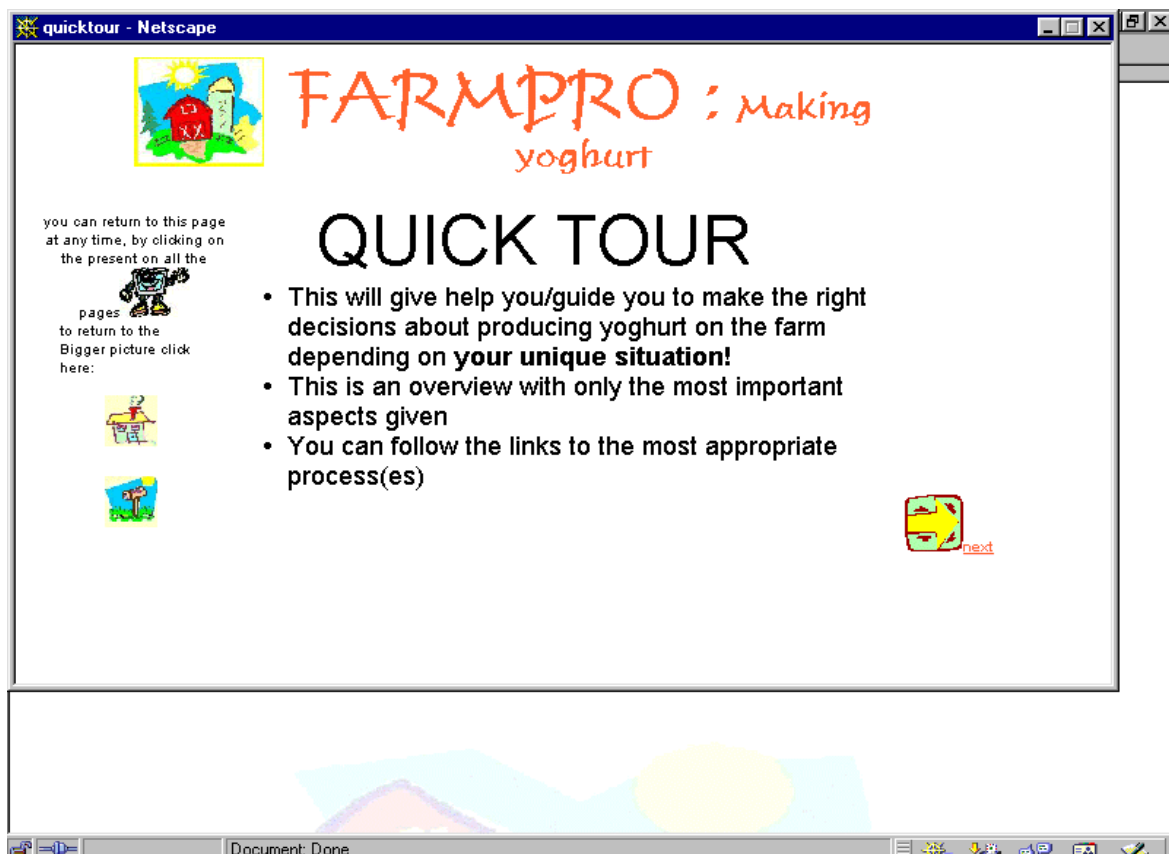 quicktour - Netscape
FARMPRO : Making
yoghurt
you can return to this page
at any time, by clicking on
the present on all the
pages
to return to the
Bigger picture click
here:
QUICK TOUR
• This will give help you/guide you to make the right
decisions about producing yoghurt on the farm
depending on your unique situation!
• This is an overview with only the most important
aspects given
• You can follow the links to the most appropriate
process(es)
next
Document: Done